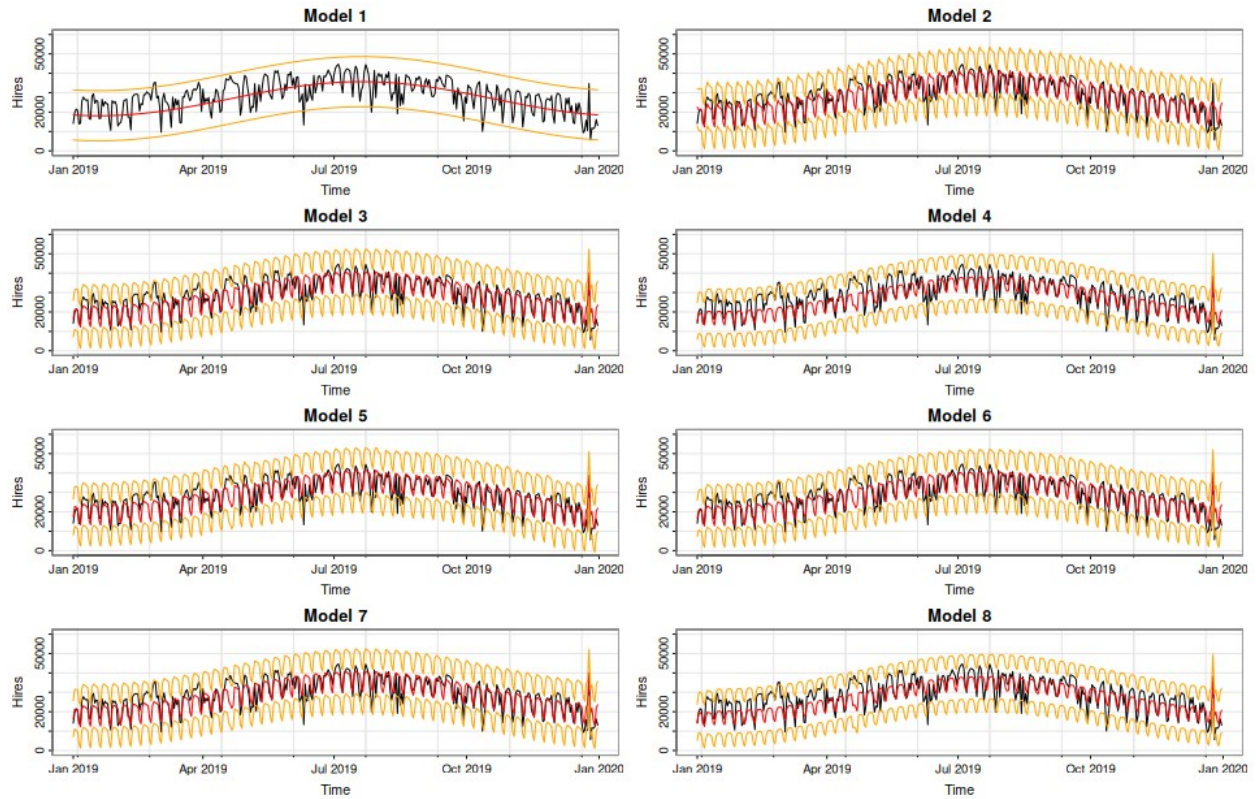 Model 1
Hires
0 20000 50000
Jan 2019 Apr 2019 Jul 2019 Oct 2019 Jan 2020
Time
Model 2
Hires
0 20000 50000
Jan 2019 Apr 2019 Jul 2019 Oct 2019 Jan 2020
Time
Model 3
Hires
0 20000 50000
Jan 2019 Apr 2019 Jul 2019 Oct 2019 Jan 2020
Time
Model 4
Hires
0 20000 50000
Jan 2019 Apr 2019 Jul 2019 Oct 2019 Jan 2020
Time
Model 5
Hires
0 20000 50000
Jan 2019 Apr 2019 Jul 2019 Oct 2019 Jan 2020
Time
Model 6
Hires
0 20000 50000
Jan 2019 Apr 2019 Jul 2019 Oct 2019 Jan 2020
Time
Model 7
Hires
0 20000 50000
Jan 2019 Apr 2019 Jul 2019 Oct 2019 Jan 2020
Time
Model 8
Hires
0 20000 50000
Jan 2019 Apr 2019 Jul 2019 Oct 2019 Jan 2020
Time